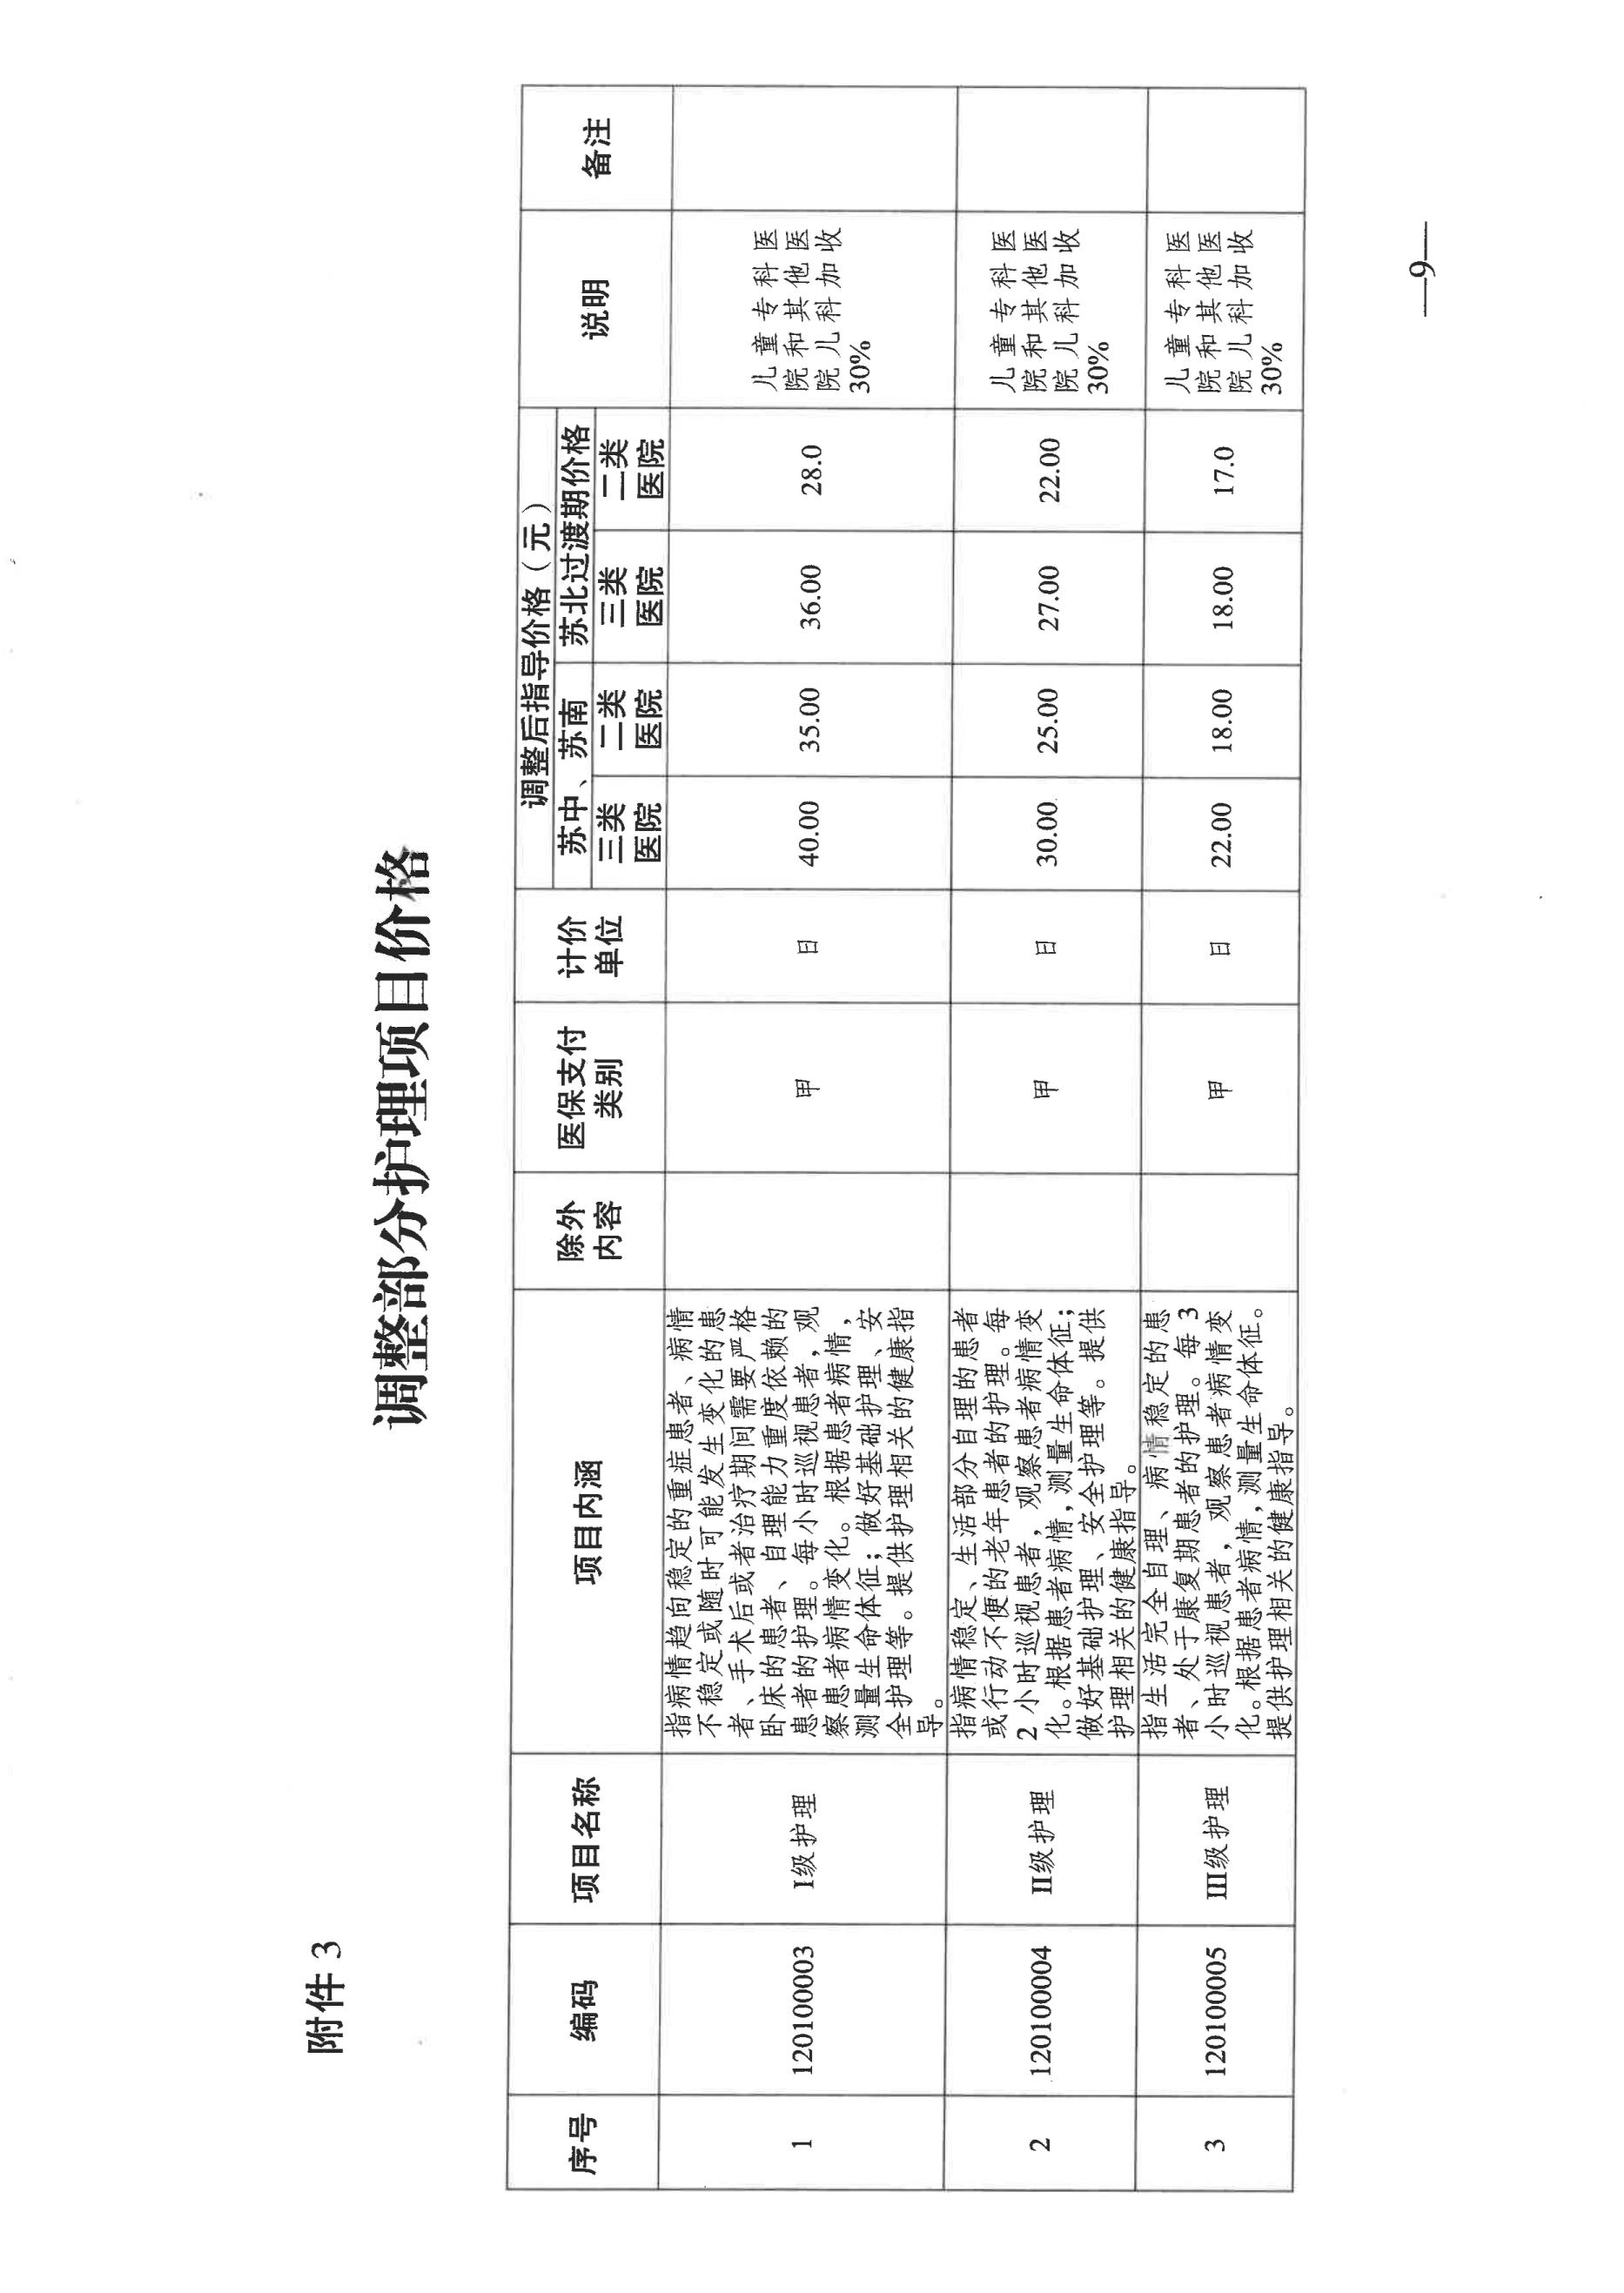 附件 3
调整部分护理项目价格
序号
编码
项目名称
项目内涵
除外
内容
医保支付
类别
计价
单位
调整后指导价格（元）
苏中、苏南
苏北过渡期价格
三类
医院
二类
医院
三类
医院
二类
医院
说明
备注
1
120100003
I级护理
指病情趋向稳定的重症患者、病情
不稳定或随时可能发生变化的患
者、手术后或者治疗期间需要严格
卧床的患者、自理能力重度依赖的
患者的护理。每小时巡视患者，观
察患者病情变化。根据患者病情，
测量生命体征；做好基础护理、安
全护理等。提供护理相关的健康指
导。
甲
日
40.00
35.00
36.00
28.0
儿童专科医
院和其他医
院儿科加收
30%
2
120100004
II级护理
指病情稳定、生活部分自理的患者
或行动不便的老年患者的护理。每
2 小时巡视患者，观察患者病情变
化。根据患者病情，测量生命体征；
做好基础护理、安全护理等。提供
护理相关的健康指导。
甲
日
30.00
25.00
27.00
22.00
儿童专科医
院和其他医
院儿科加收
30%
3
120100005
III级护理
指生活完全自理、病情稳定的患
者、处于康复期患者的护理。每 3
小时巡视患者，观察患者病情变
化。根据患者病情，测量生命体征。
提供护理相关的健康指导。
甲
日
22.00
18.00
18.00
17.0
儿童专科医
院和其他医
院儿科加收
30%
—9—